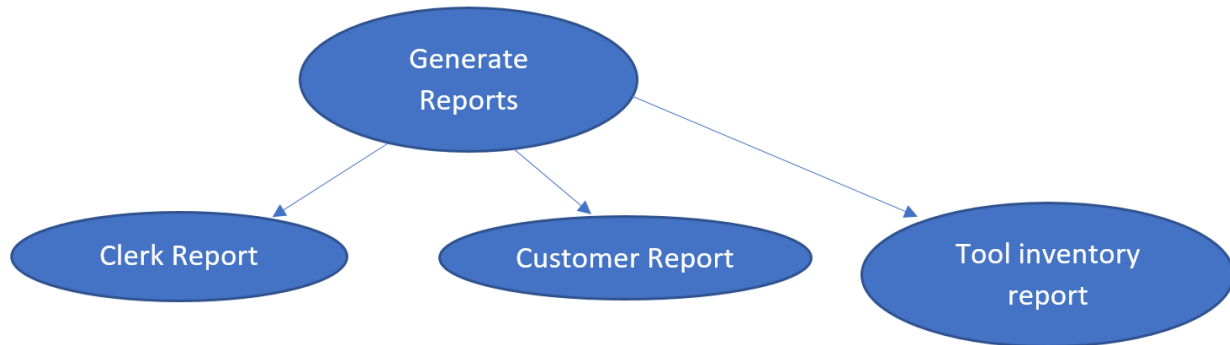 Generate
Reports
Clerk Report
Customer Report
Tool inventory
report